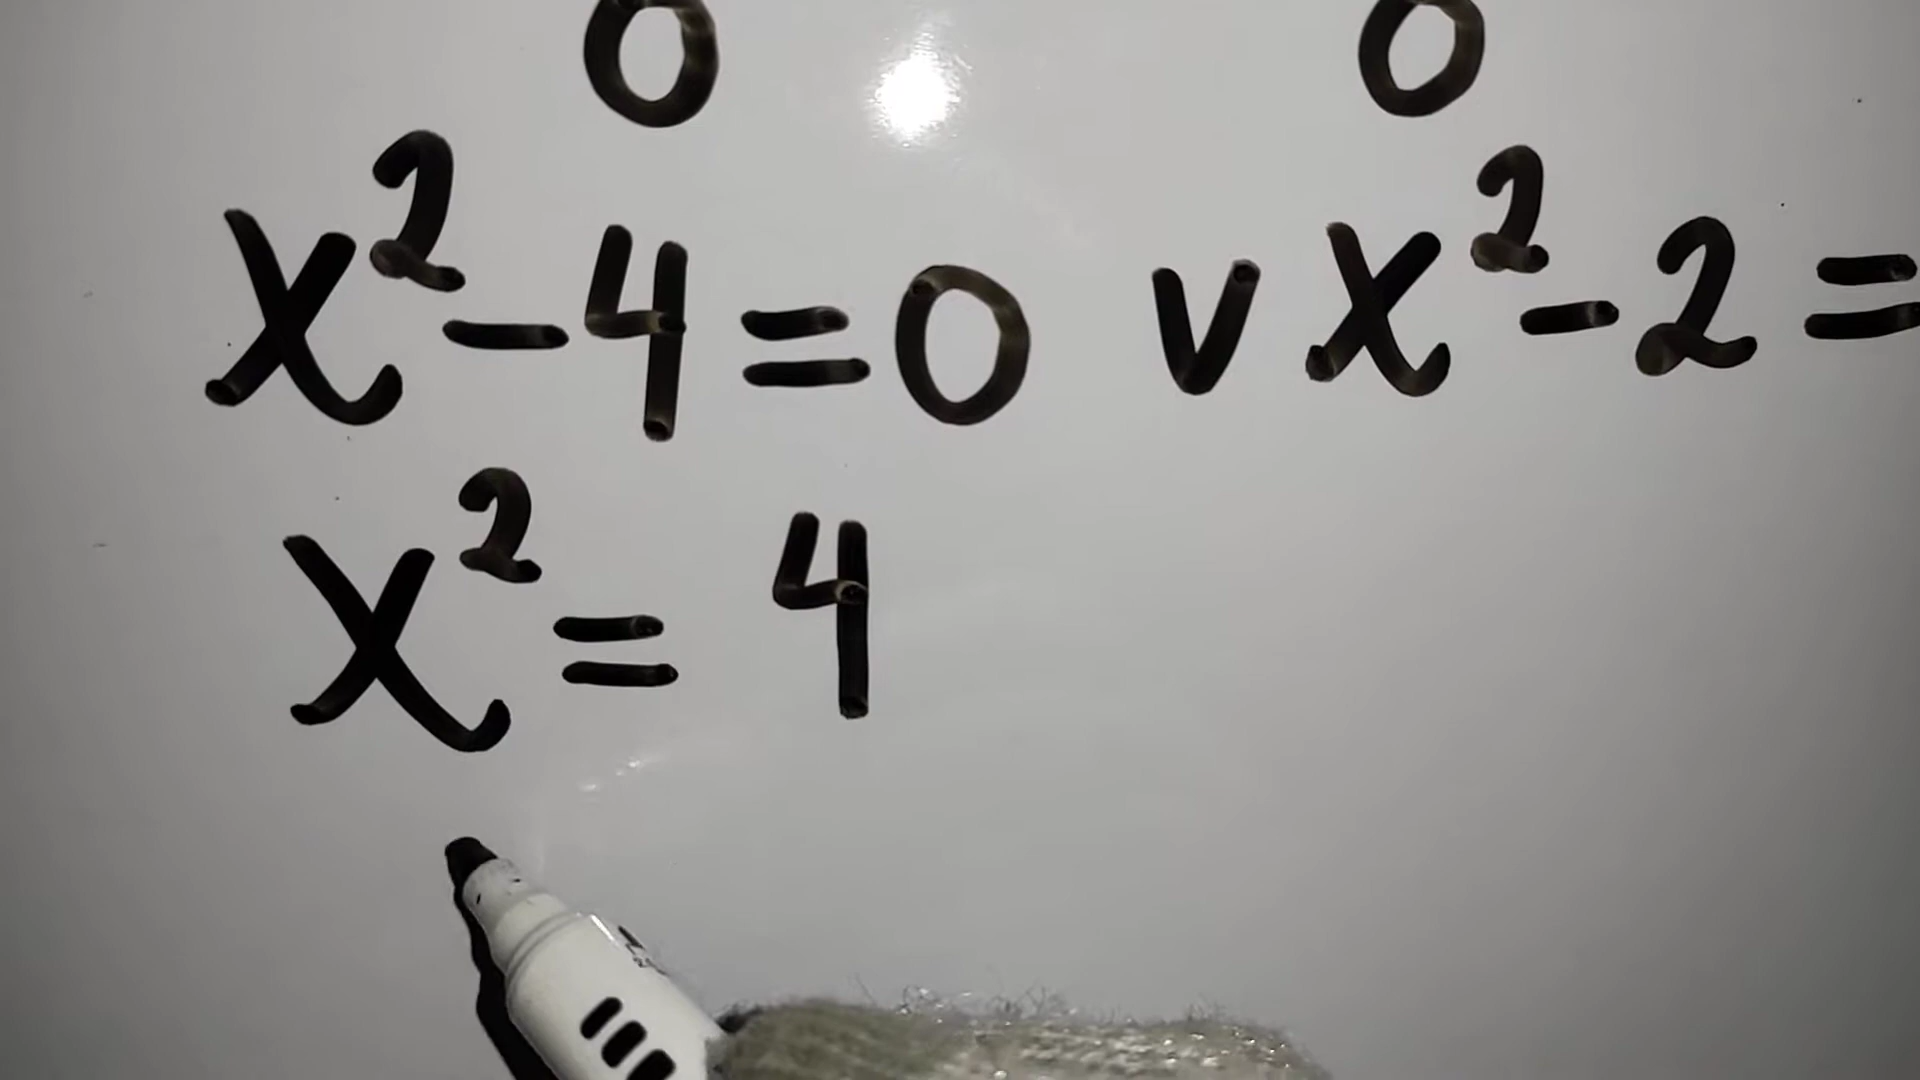 0 0
x²-4=0 v x²-2=
x²= 4